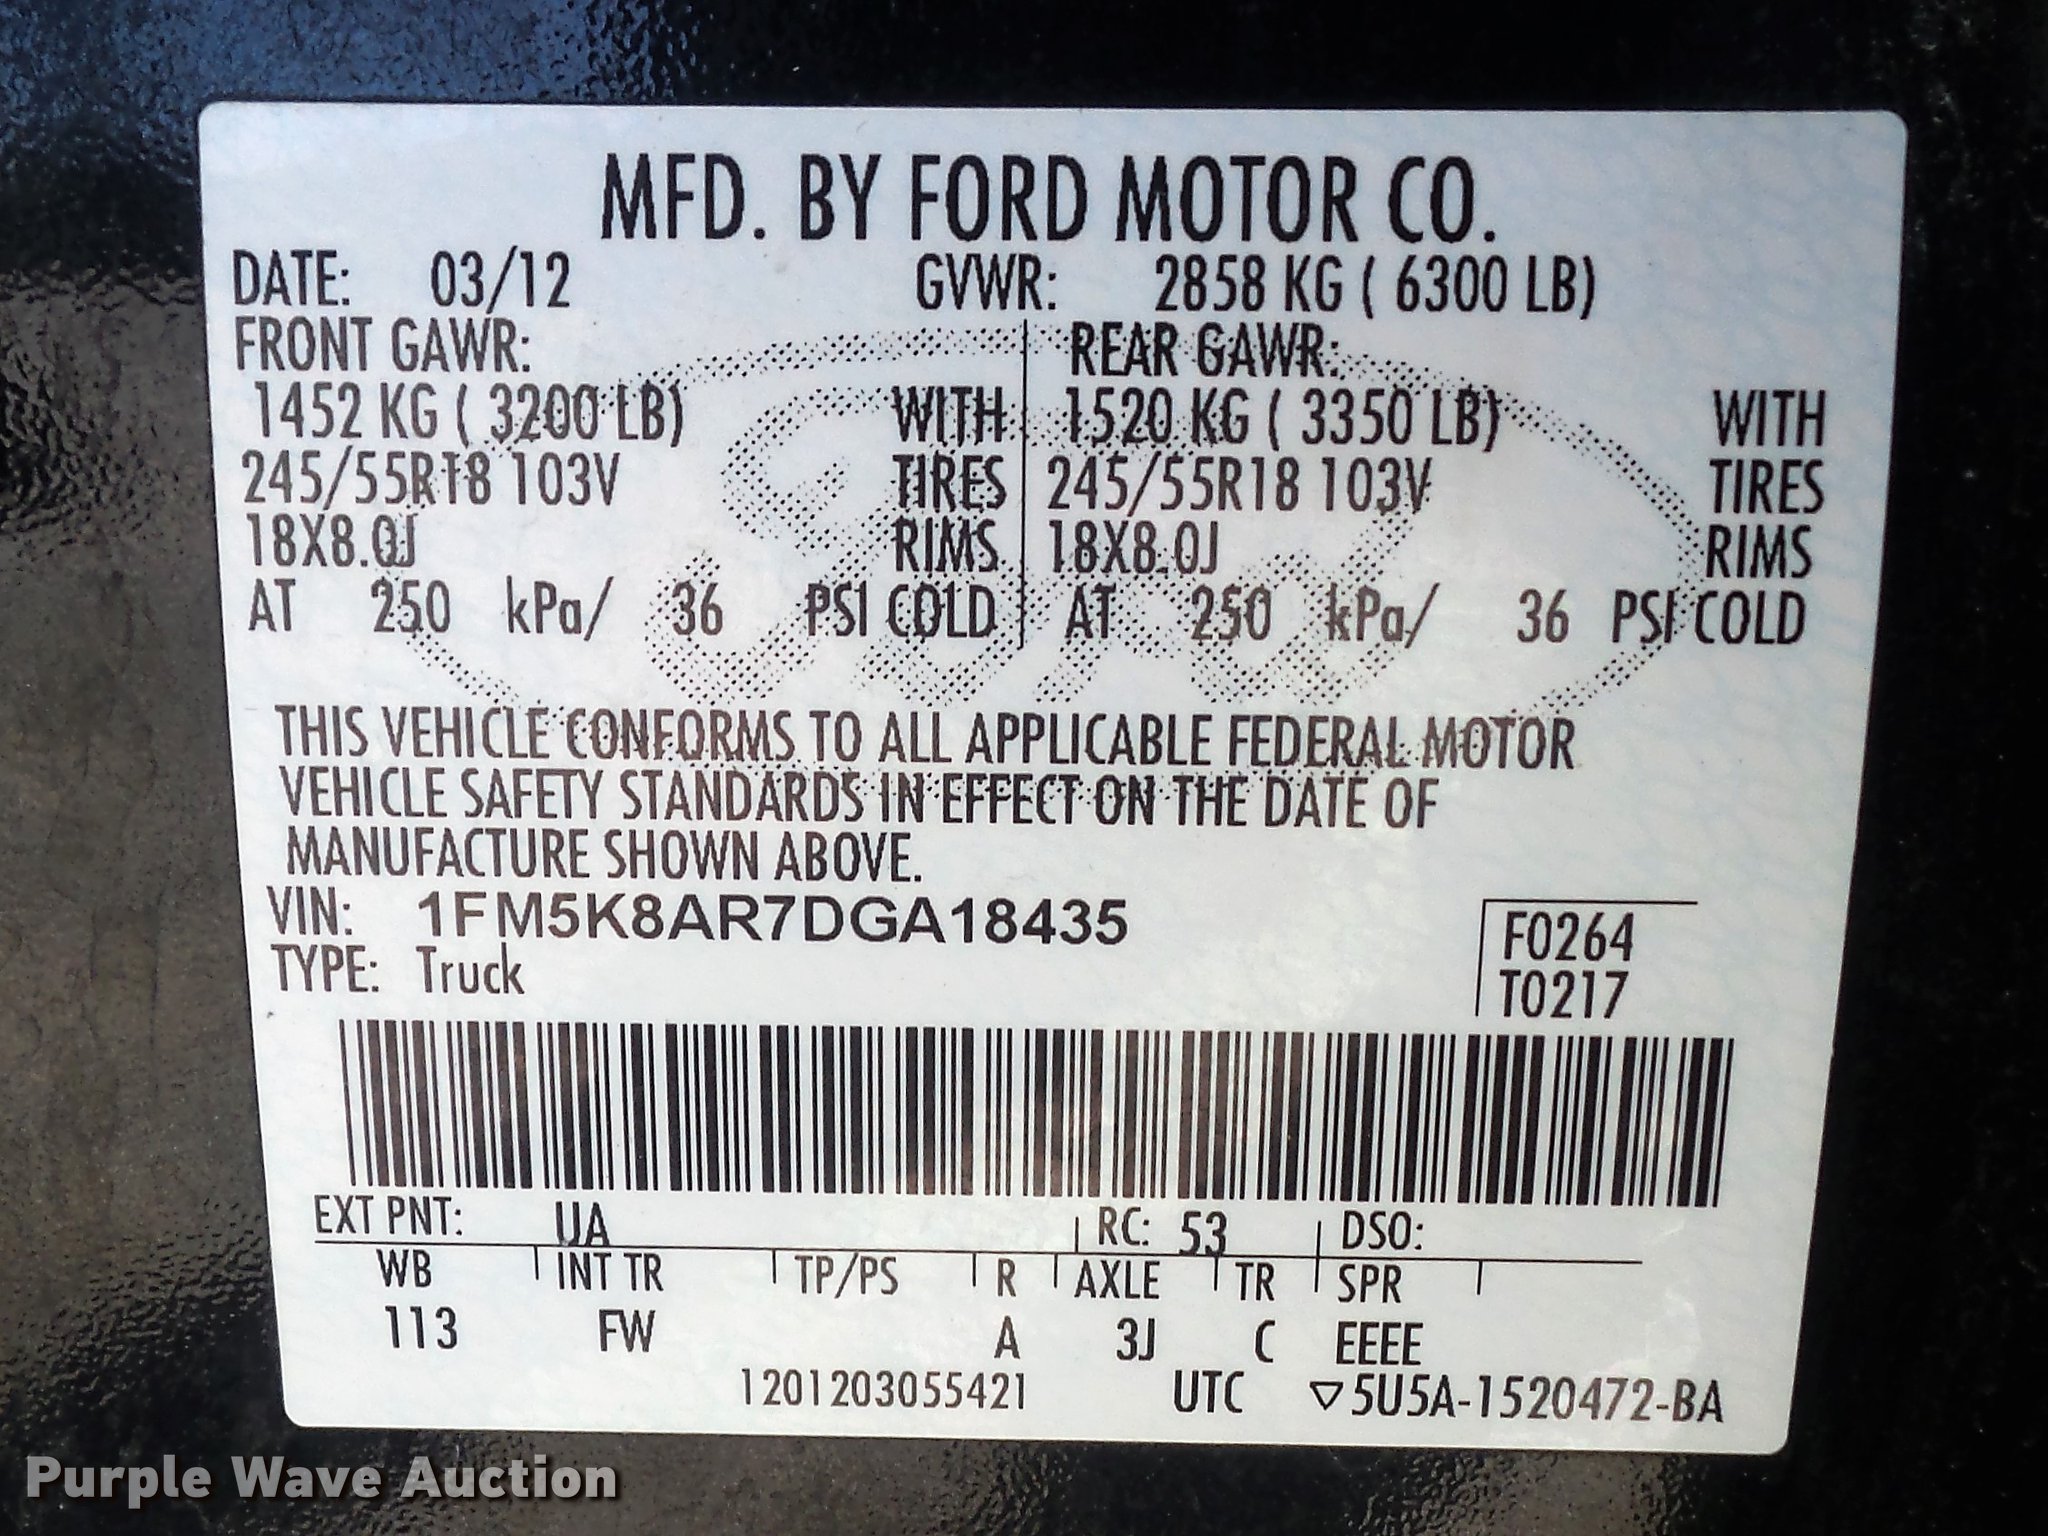 MFD. BY FORD MOTOR CO.
DATE: 03/12 GVWR: 2858 KG ( 6300 LB)
FRONT GAWR: REAR GAWR:
1452 KG ( 3200 LB) WITH 1520 KG ( 3350 LB) WITH
245/55R18 103V TIRES 245/55R18 103V TIRES
18X8.0J RIMS 18X8.0J RIMS
AT 250 kPa/ 36 PSI COLD AT 250 kPa/ 36 PSI COLD
THIS VEHICLE CONFORMS TO ALL APPLICABLE FEDERAL MOTOR
VEHICLE SAFETY STANDARDS IN EFFECT ON THE DATE OF
MANUFACTURE SHOWN ABOVE.
VIN: 1FM5K8AR7DGA18435 F0264
TYPE: Truck T0217
EXT PNT: UA RC: 53 DSO:
WB INT TR TP/PS R AXLE TR SPR
113 FW A 3J C EEEE
1201203055421 UTC ▽5U5A-1520472-BA
Purple Wave Auction